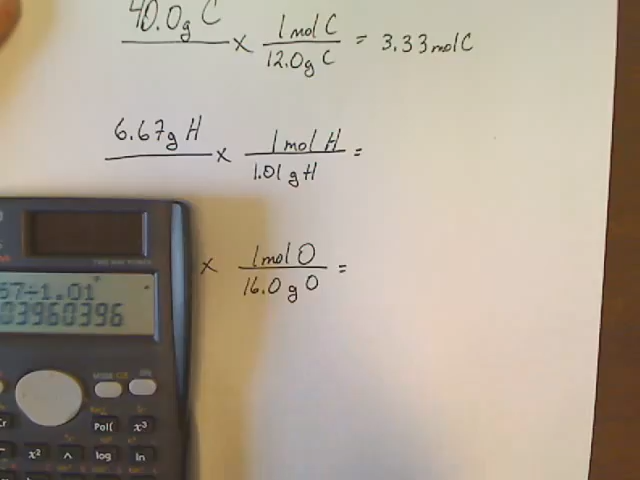 40.0g C × 1 mol C / 12.0g C = 3.33 mol C
6.67g H × 1 mol H / 1.01 g H =
× 1 mol O / 16.0 g O =
67÷1.01
03960396
Pol( x³
x² ^ log ln